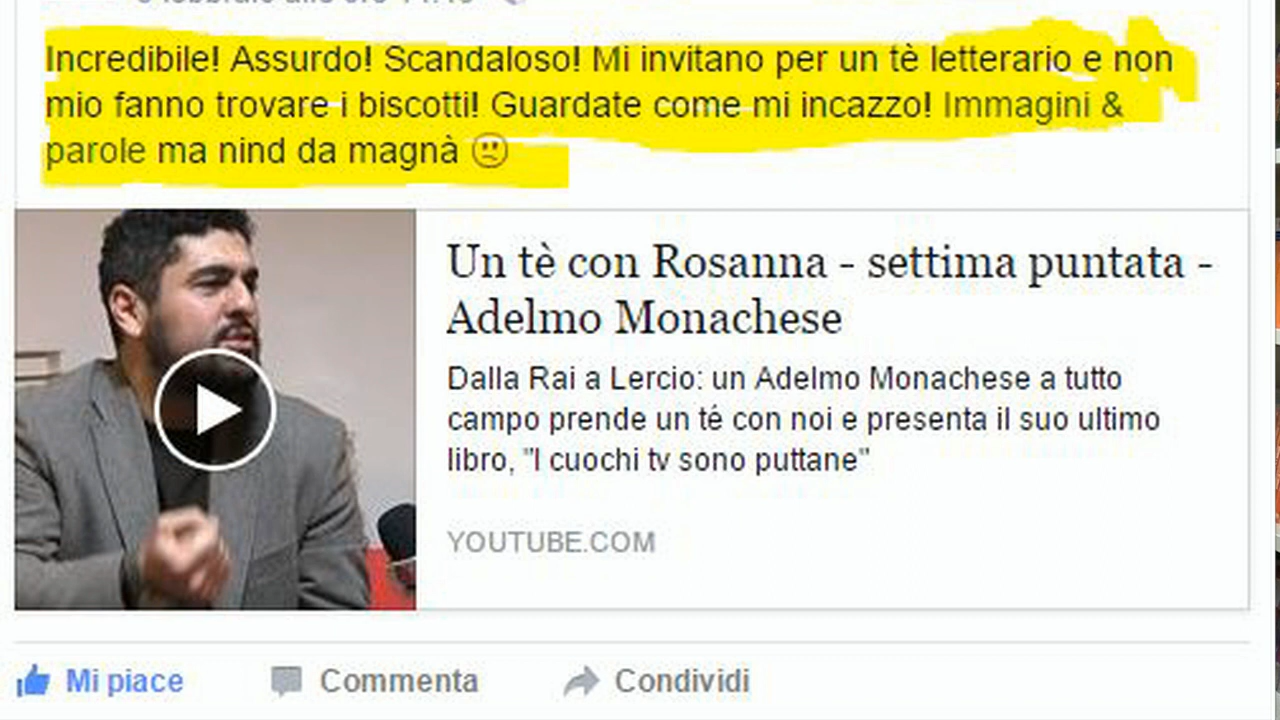 Incredibile! Assurdo! Scandaloso! Mi invitano per un tè letterario e non
mio fanno trovare i biscotti! Guardate come mi incazzo! Immagini &
parole ma nind da magnà
Un tè con Rosanna - settima puntata -
Adelmo Monachese
Dalla Rai a Lercio: un Adelmo Monachese a tutto
campo prende un té con noi e presenta il suo ultimo
libro, "I cuochi tv sono puttane"
YOUTUBE.COM
Mi piace Commenta Condividi